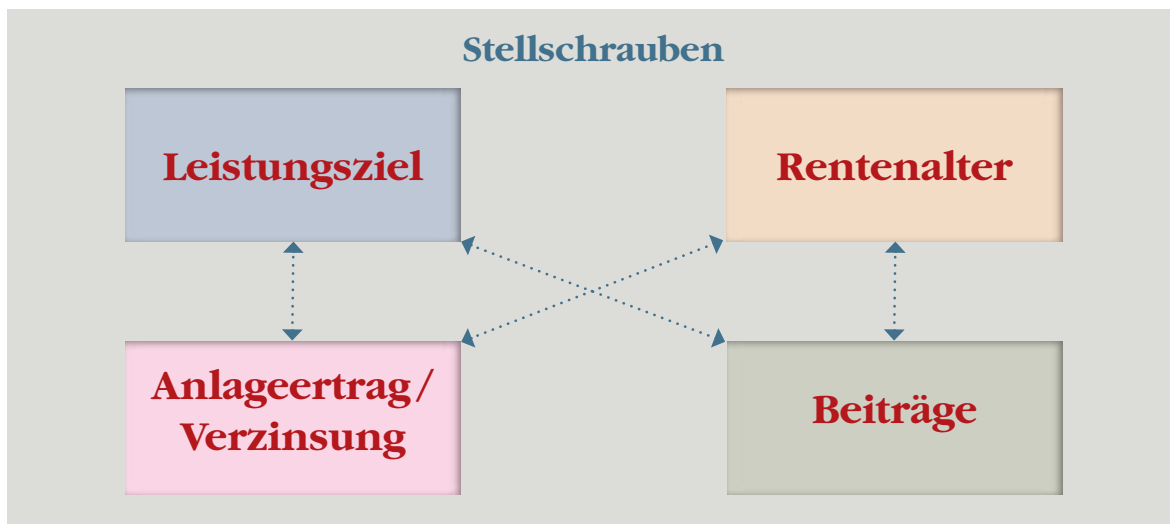 Stellschrauben
Leistungsziel
Rentenalter
Anlageertrag /
Verzinsung
Beiträge